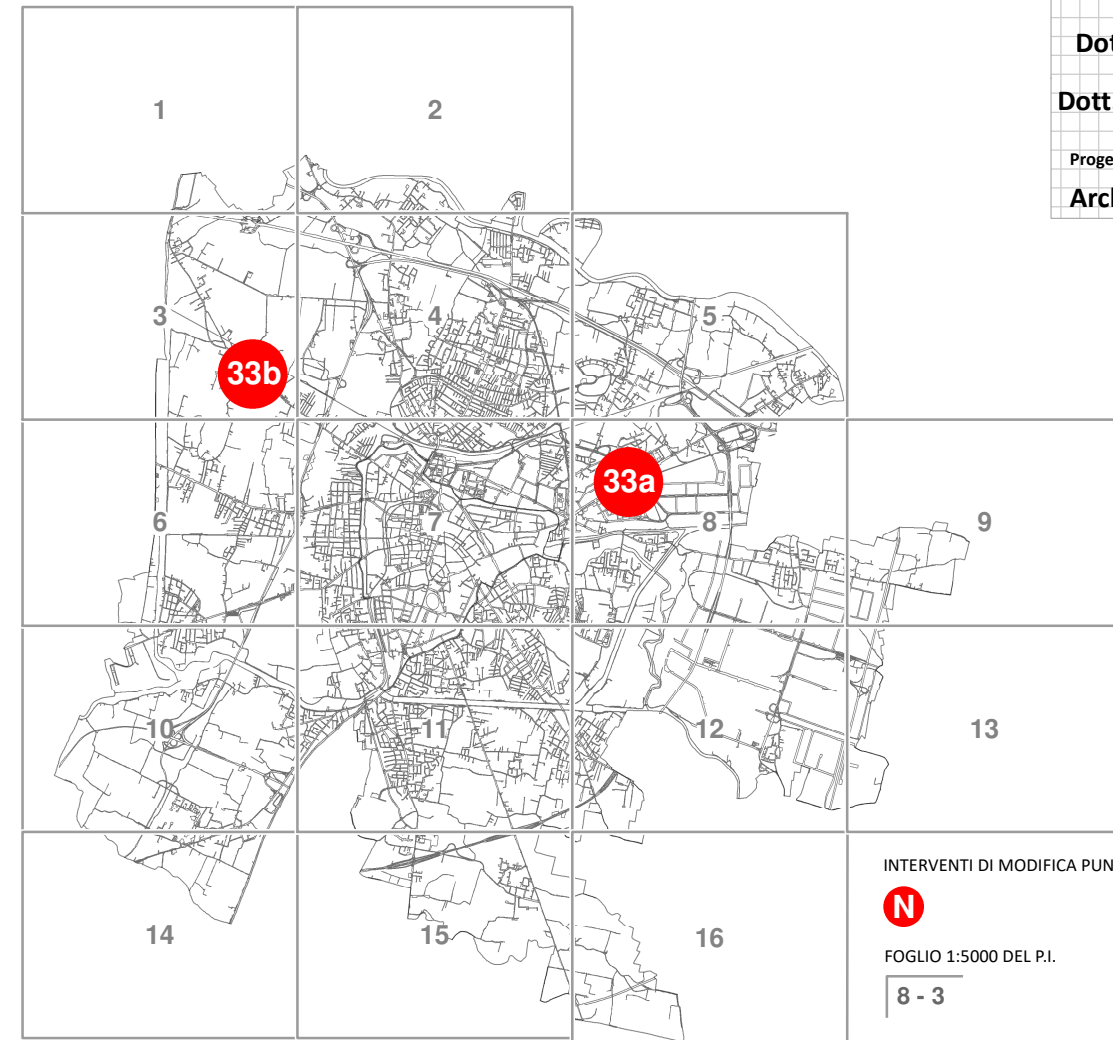 Dot
Dott
Proge
Arch
1
2
3
4
5
33b
33a
6
7
8
9
10
11
12
13
INTERVENTI DI MODIFICA PUN
N
FOGLIO 1:5000 DEL P.I.
8 - 3
14
15
16